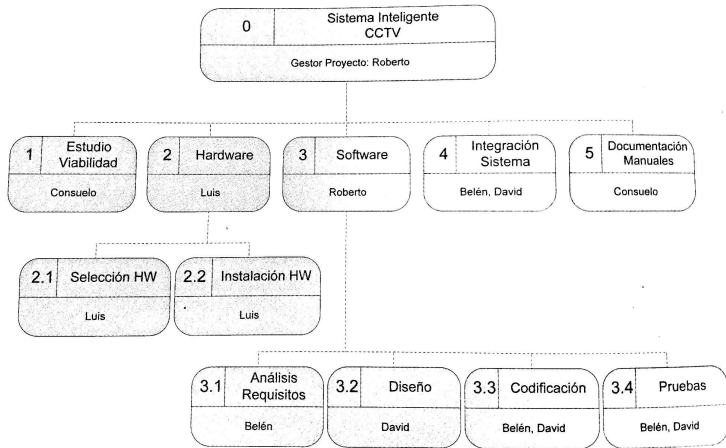 0
Sistema Inteligente
CCTV
Gestor Proyecto: Roberto
1
Estudio
Viabilidad
Consuelo
2
Hardware
Luis
3
Software
Roberto
4
Integración
Sistema
Belén, David
5
Documentación
Manuales
Consuelo
2.1
Selección HW
Luis
2.2
Instalación HW
Luis
3.1
Análisis
Requisitos
Belén
3.2
Diseño
David
3.3
Codificación
Belén, David
3.4
Pruebas
Belén, David